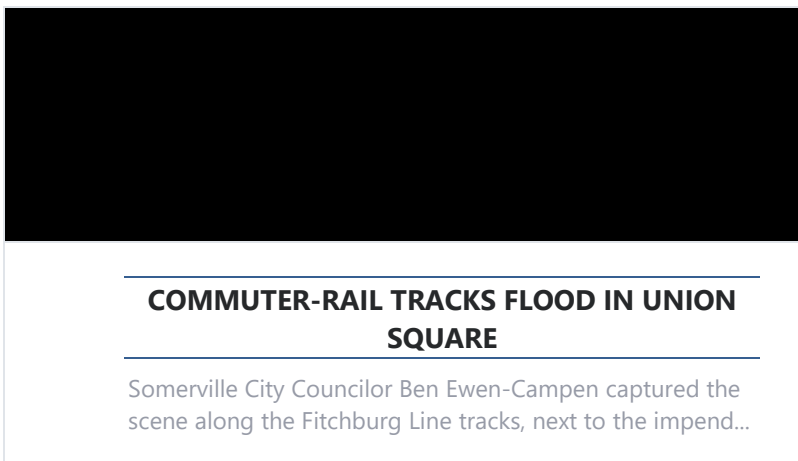 COMMUTER-RAIL TRACKS FLOOD IN UNION
SQUARE
Somerville City Councilor Ben Ewen-Campen captured the
scene along the Fitchburg Line tracks, next to the impend...